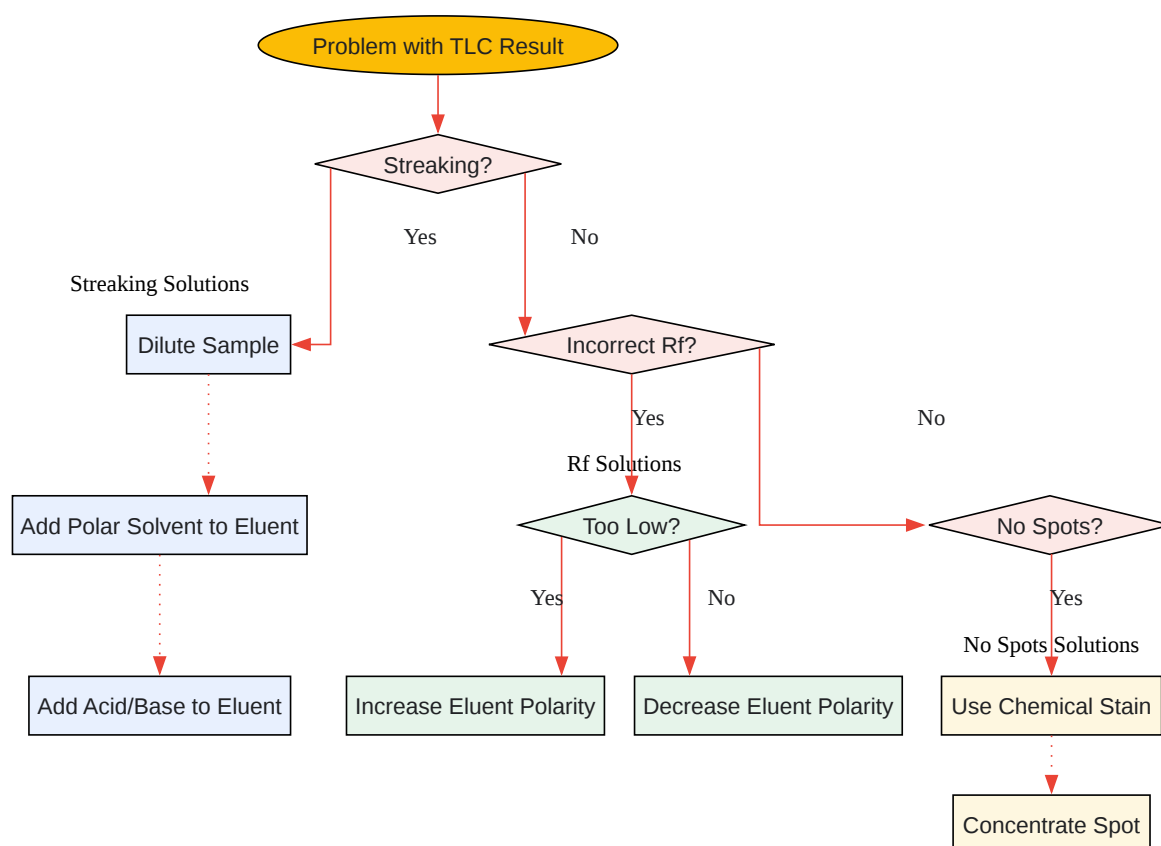 Problem with TLC Result
Streaking?
Yes
No
Streaking Solutions
Dilute Sample
Incorrect Rf?
Yes
No
Rf Solutions
Add Polar Solvent to Eluent
Too Low?
No Spots?
Yes
No
Yes
No Spots Solutions
Add Acid/Base to Eluent
Increase Eluent Polarity
Decrease Eluent Polarity
Use Chemical Stain
Concentrate Spot